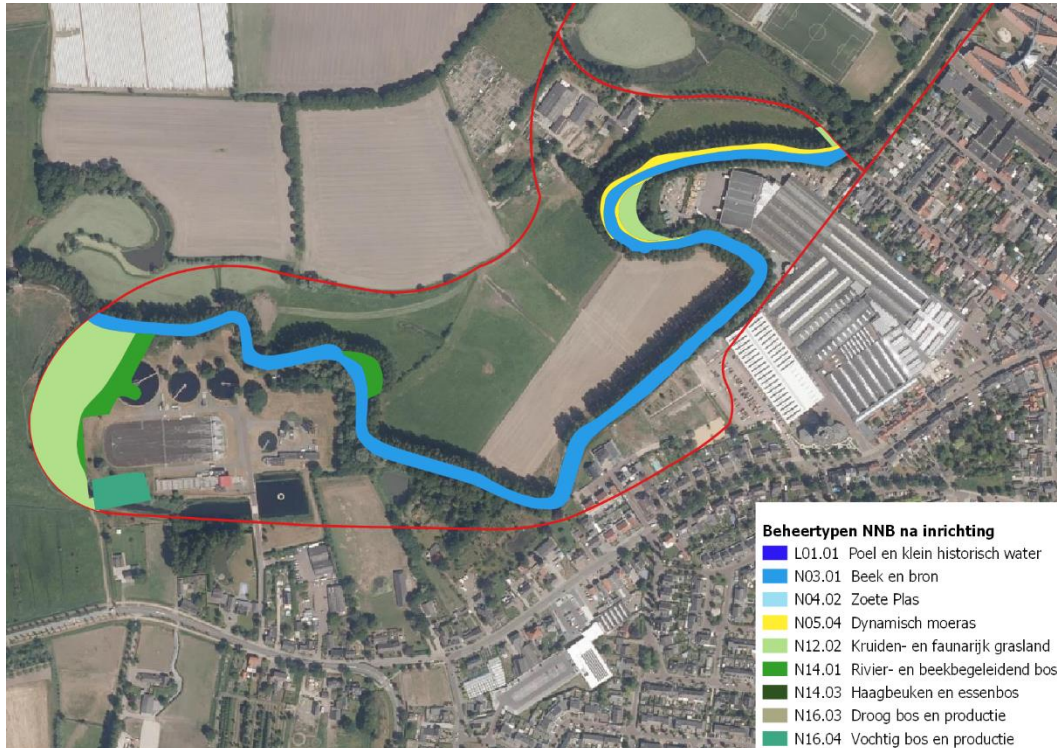 Beheertypen NNB na inrichting
L01.01 Poel en klein historisch water
N03.01 Beek en bron
N04.02 Zoete Plas
N05.04 Dynamisch moeras
N12.02 Kruiden- en faunarijk grasland
N14.01 Rivier- en beekbegeleidend bos
N14.03 Haagbeuken en essenbos
N16.03 Droog bos en productie
N16.04 Vochtig bos en productie